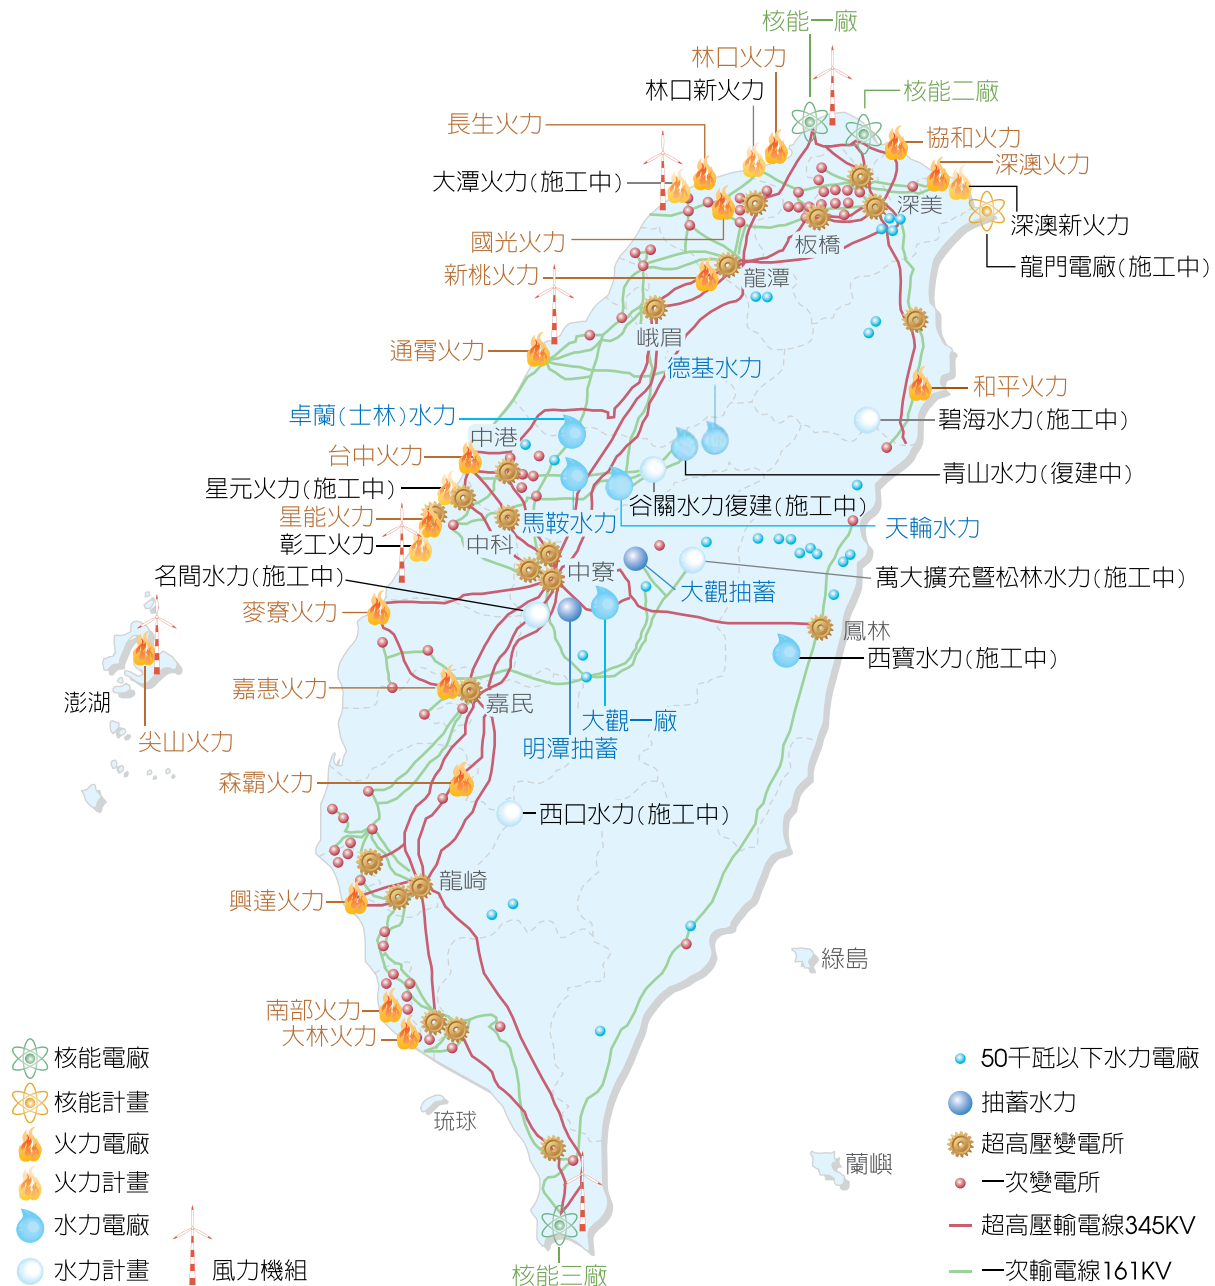 核能一廠
林口火力
林口新火力
核能二廠
長生火力
協和火力
深澳火力
大潭火力(施工中)
深美
深澳新火力
國光火力
板橋
龍門電廠(施工中)
新桃火力
龍潭
峨眉
通霄火力
德基水力
和平火力
卓蘭(士林)水力
碧海水力(施工中)
中港
台中火力
青山水力(復建中)
星元火力(施工中)
谷關水力復建(施工中)
星能火力
馬鞍水力
天輪水力
彰工火力
中科
名間水力(施工中)
中寮
大觀抽蓄
萬大擴充暨松林水力(施工中)
麥寮火力
鳳林
西寶水力(施工中)
嘉惠火力
澎湖
嘉民
大觀一廠
尖山火力
明潭抽蓄
森霸火力
西口水力(施工中)
龍崎
興達火力
綠島
南部火力
大林火力
琉球
蘭嶼
核能三廠
核能電廠
核能計畫
火力電廠
火力計畫
水力電廠
水力計畫
風力機組
50千瓩以下水力電廠
抽蓄水力
超高壓變電所
一次變電所
超高壓輸電線345KV
一次輸電線161KV